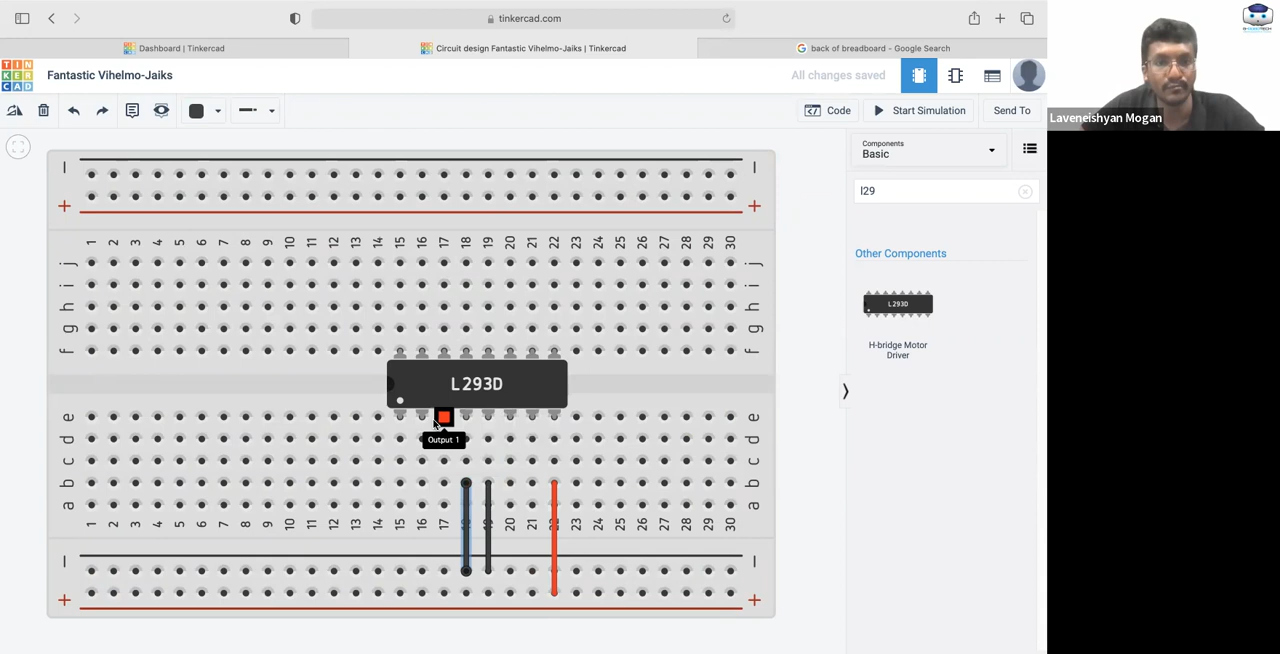 tinkercad.com
Dashboard | Tinkercad
Circuit design Fantastic Vihelmo-Jaiks | Tinkercad
back of breadboard - Google Search
TIN
KER
CAD
Fantastic Vihelmo-Jaiks
All changes saved
Code
Start Simulation
Send To
Laveneishyan Mogan
Components
Basic
l29
Other Components
L293D
H-bridge Motor
Driver
+ +
1 2 3 4 5 6 7 8 9 10 11 12 13 14 15 16 17 18 19 20 21 22 23 24 25 26 27 28 29 30
j j
i i
h h
g g
f f
L293D
e e
Output 1
d d
c c
b b
a a
1 2 3 4 5 6 7 8 9 10 11 12 13 14 15 16 17 19 20 21 23 24 25 26 27 28 29 30
+ +